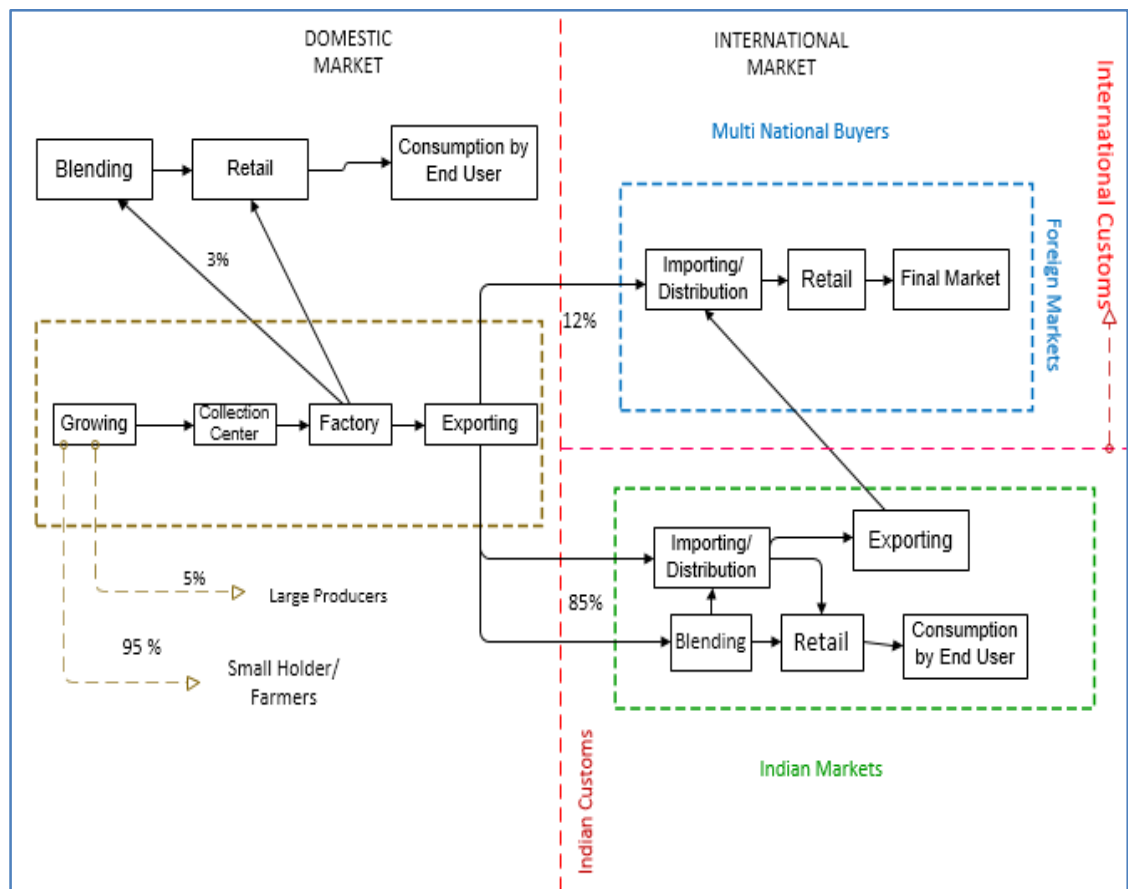 DOMESTIC
MARKET
INTERNATIONAL
MARKET
International Customs
Multi National Buyers
Blending
Retail
Consumption by
End User
3%
Foreign Markets
Importing/
Distribution
Retail
Final Market
12%
Growing
Collection
Center
Factory
Exporting
Importing/
Distribution
Exporting
5%
Large Producers
85%
Blending
Retail
Consumption
by End User
95 %
Small Holder/
Farmers
Indian Customs
Indian Markets